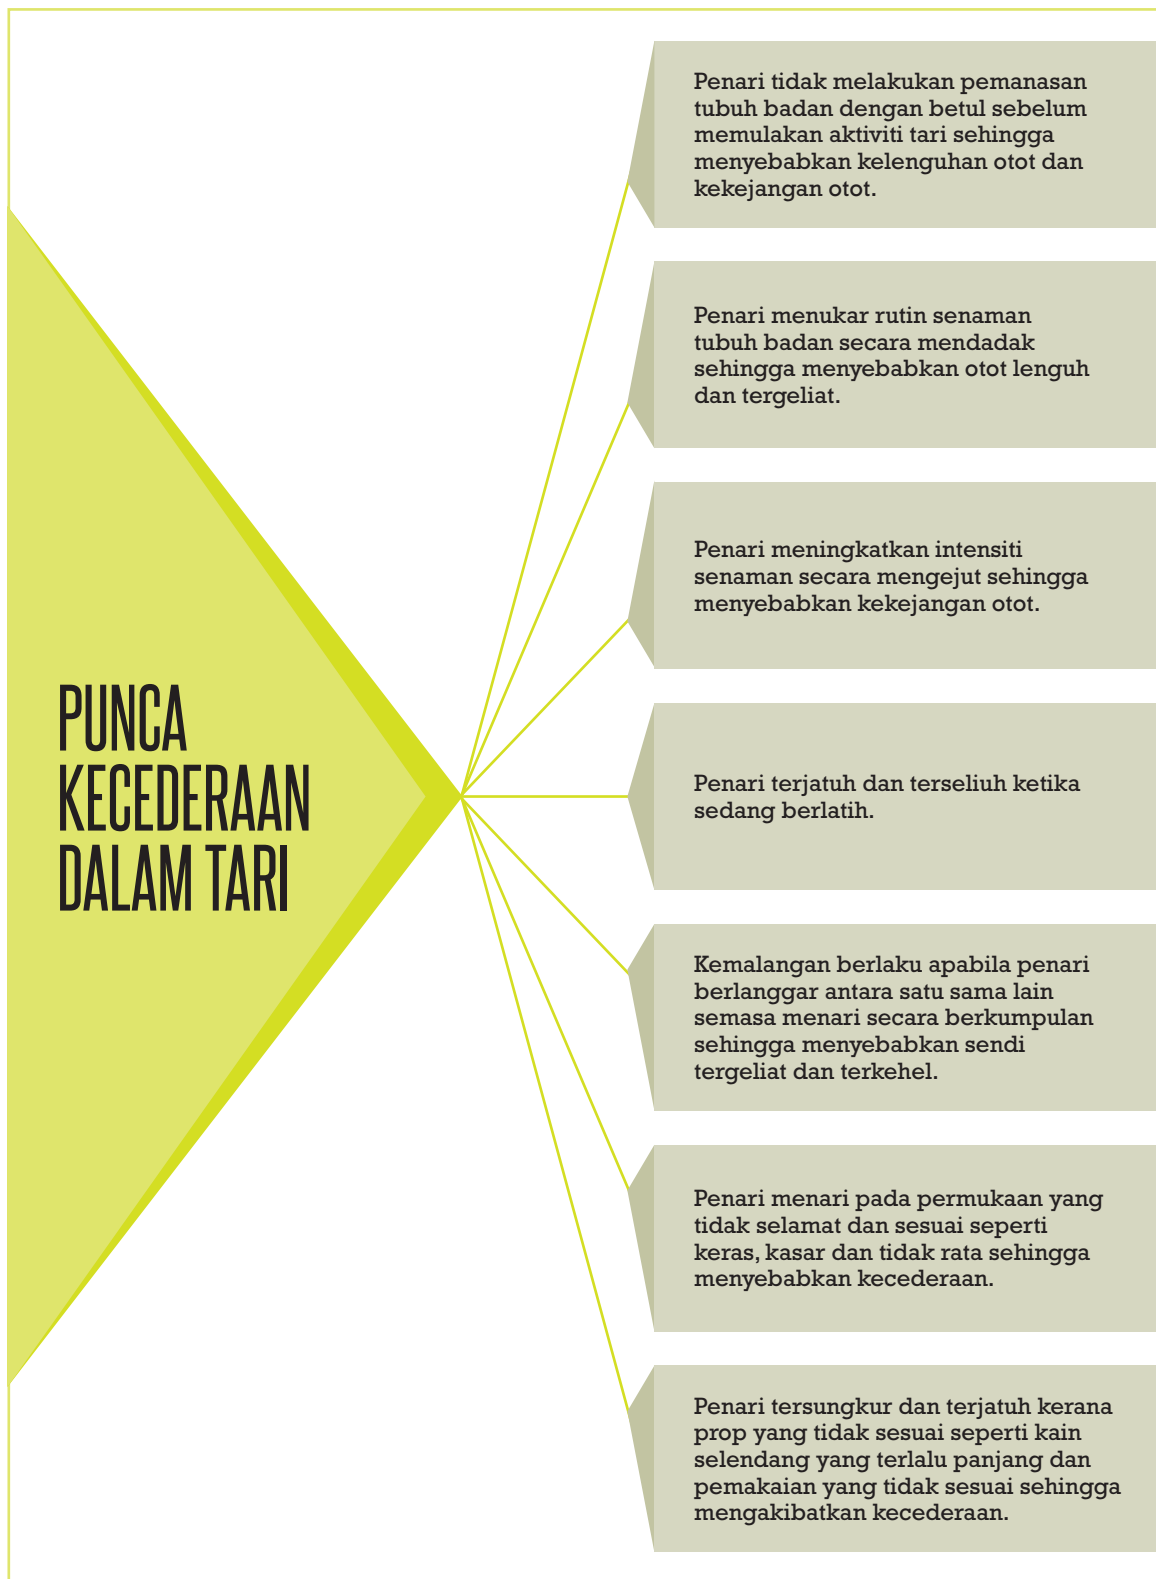 PUNCA
KECEDERAAN
DALAM TARI
Penari tidak melakukan pemanasan
tubuh badan dengan betul sebelum
memulakan aktiviti tari sehingga
menyebabkan kelenguhan otot dan
kekejangan otot.
Penari menukar rutin senaman
tubuh badan secara mendadak
sehingga menyebabkan otot lenguh
dan tergeliat.
Penari meningkatkan intensiti
senaman secara mengejut sehingga
menyebabkan kekejangan otot.
Penari terjatuh dan terseliuh ketika
sedang berlatih.
Kemalangan berlaku apabila penari
berlanggar antara satu sama lain
semasa menari secara berkumpulan
sehingga menyebabkan sendi
tergeliat dan terkehel.
Penari menari pada permukaan yang
tidak selamat dan sesuai seperti
keras, kasar dan tidak rata sehingga
menyebabkan kecederaan.
Penari tersungkur dan terjatuh kerana
prop yang tidak sesuai seperti kain
selendang yang terlalu panjang dan
pemakaian yang tidak sesuai sehingga
mengakibatkan kecederaan.